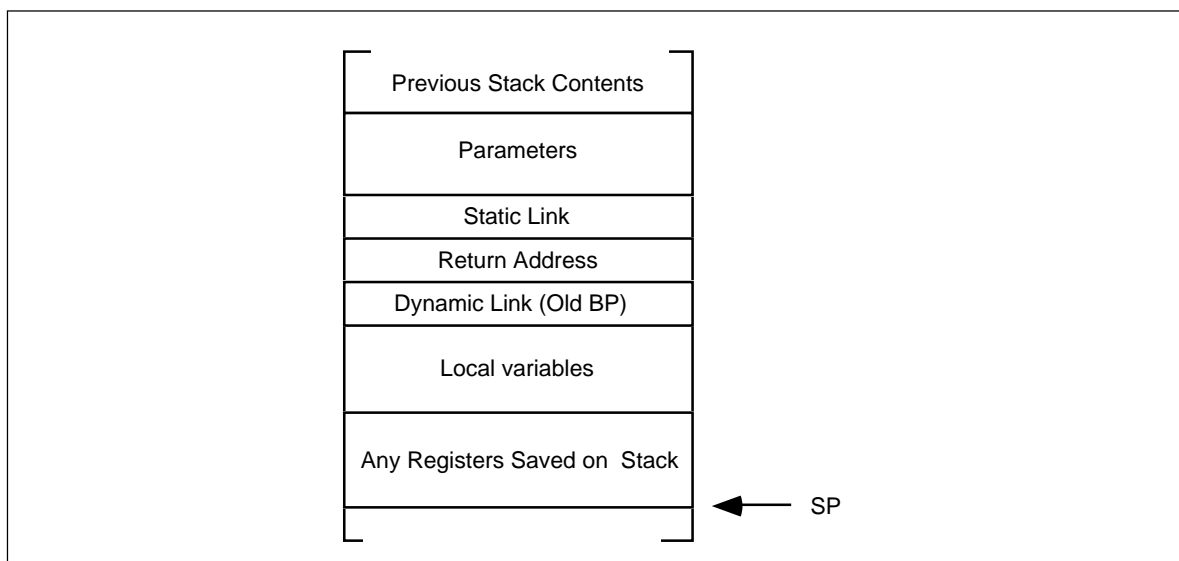 Previous Stack Contents
Parameters
Static Link
Return Address
Dynamic Link (Old BP)
Local variables
Any Registers Saved on Stack
SP